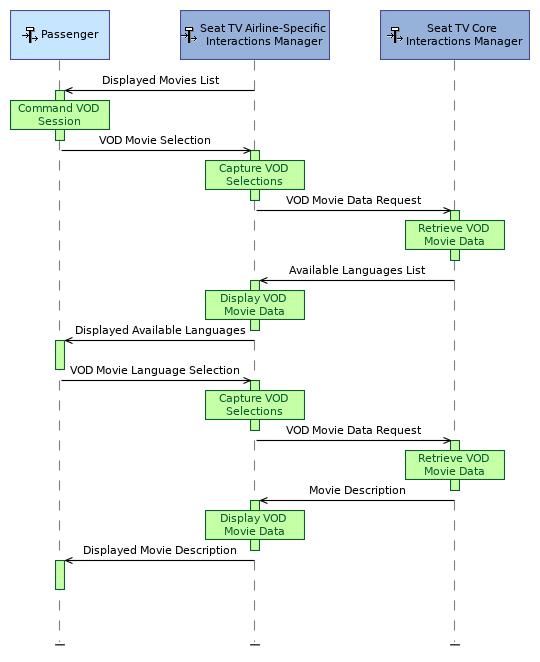 Passenger
Seat TV Airline-Specific
Interactions Manager
Seat TV Core
Interactions Manager
Displayed Movies List
Command VOD
Session
VOD Movie Selection
Capture VOD
Selections
VOD Movie Data Request
Retrieve VOD
Movie Data
Available Languages List
Display VOD
Movie Data
Displayed Available Languages
VOD Movie Language Selection
Capture VOD
Selections
VOD Movie Data Request
Retrieve VOD
Movie Data
Movie Description
Display VOD
Movie Data
Displayed Movie Description